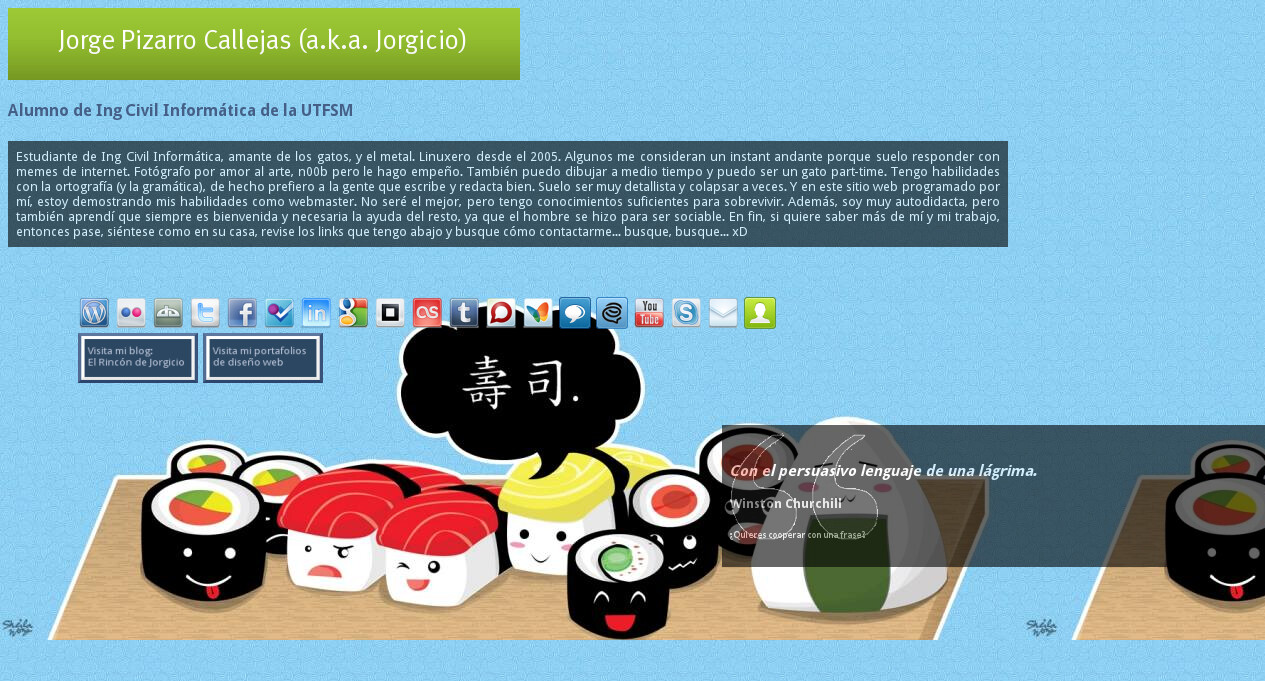 Jorge Pizarro Callejas (a.k.a. Jorgicio)
Alumno de Ing Civil Informática de la UTFSM
Estudiante de Ing Civil Informática, amante de los gatos, y el metal. Linuxero desde el 2005. Algunos me consideran un instant andante porque suelo responder con
memes de internet. Fotógrafo por amor al arte, n00b pero le hago empeño. También puedo dibujar a medio tiempo y puedo ser un gato part-time. Tengo habilidades
con la ortografía (y la gramática), de hecho prefiero a la gente que escribe y redacta bien. Suelo ser muy detallista y colapsar a veces. Y en este sitio web programado por
mí, estoy demostrando mis habilidades como webmaster. No seré el mejor, pero tengo conocimientos suficientes para sobrevivir. Además, soy muy autodidacta, pero
también aprendí que siempre es bienvenida y necesaria la ayuda del resto, ya que el hombre se hizo para ser sociable. En fin, si quiere saber más de mí y mi trabajo,
entonces pase, siéntese como en su casa, revise los links que tengo abajo y busque cómo contactarme... busque, busque... xD
You
Tube
Visita mi blog:
El Rincón de Jorgicio
Visita mi portafolios
de diseño web
壽司.
Con el persuasivo lenguaje de una lágrima.
Winston Churchill
¿Quieres cooperar con una frase?